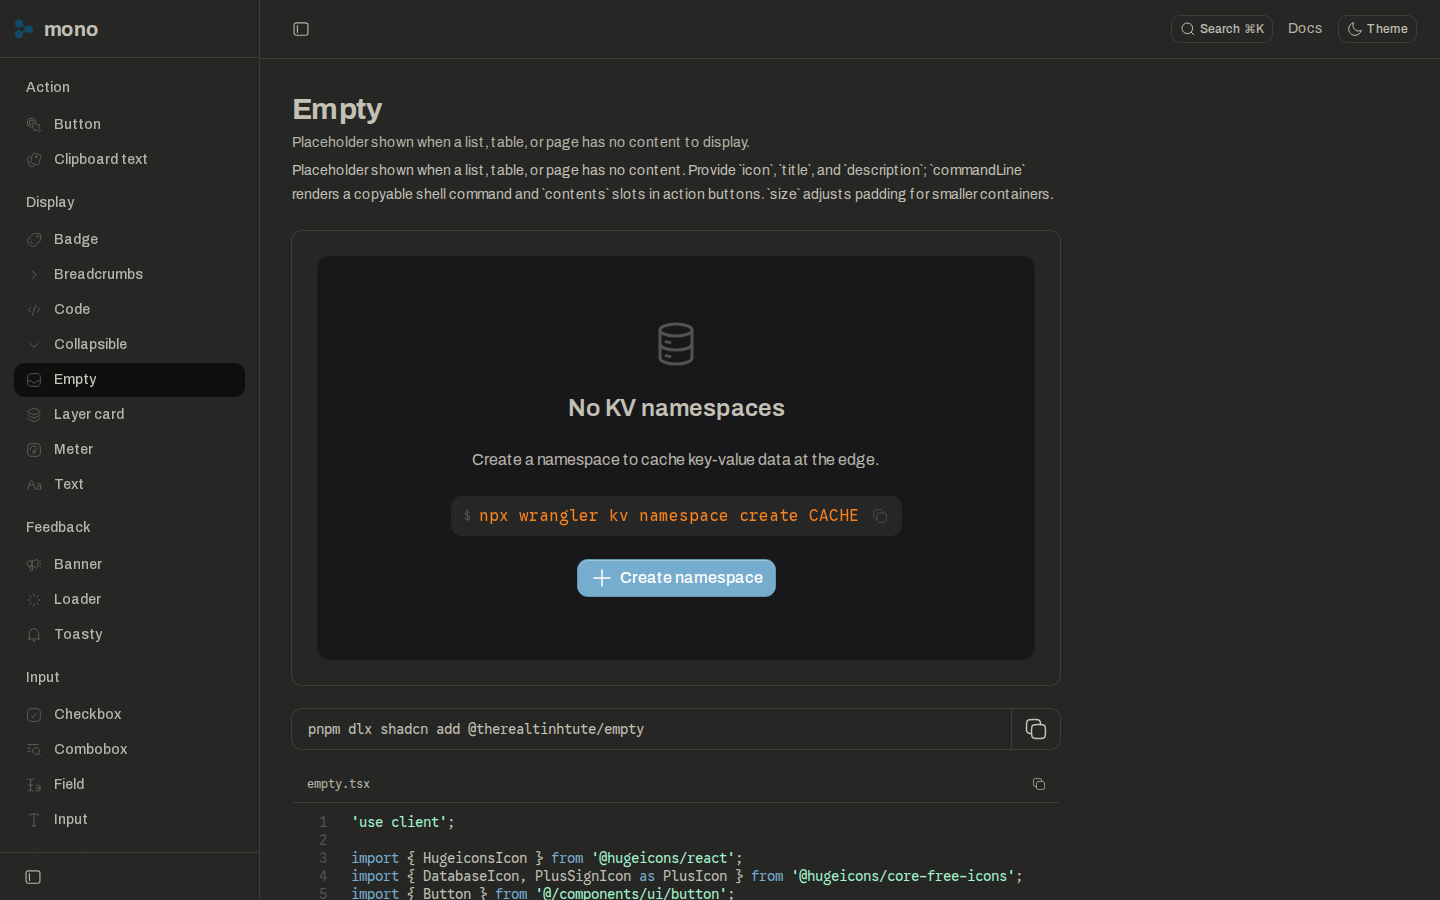 mono
Search ⌘K
Docs
Theme
Action
Button
Clipboard text
Display
Badge
Breadcrumbs
Code
Collapsible
Empty
Layer card
Meter
Text
Feedback
Banner
Loader
Toasty
Input
Checkbox
Combobox
Field
Input
Empty
Placeholder shown when a list, table, or page has no content to display.
Placeholder shown when a list, table, or page has no content. Provide `icon`, `title`, and `description`; `commandLine`
renders a copyable shell command and `contents` slots in action buttons. `size` adjusts padding for smaller containers.
No KV namespaces
Create a namespace to cache key-value data at the edge.
$ npx wrangler kv namespace create CACHE
Create namespace
pnpm dlx shadcn add @therealtinhtute/empty
empty.tsx
1 'use client';
2
3 import { HugeiconsIcon } from '@hugeicons/react';
4 import { DatabaseIcon, PlusSignIcon as PlusIcon } from '@hugeicons/core-free-icons';
5 import { Button } from '@/components/ui/button';